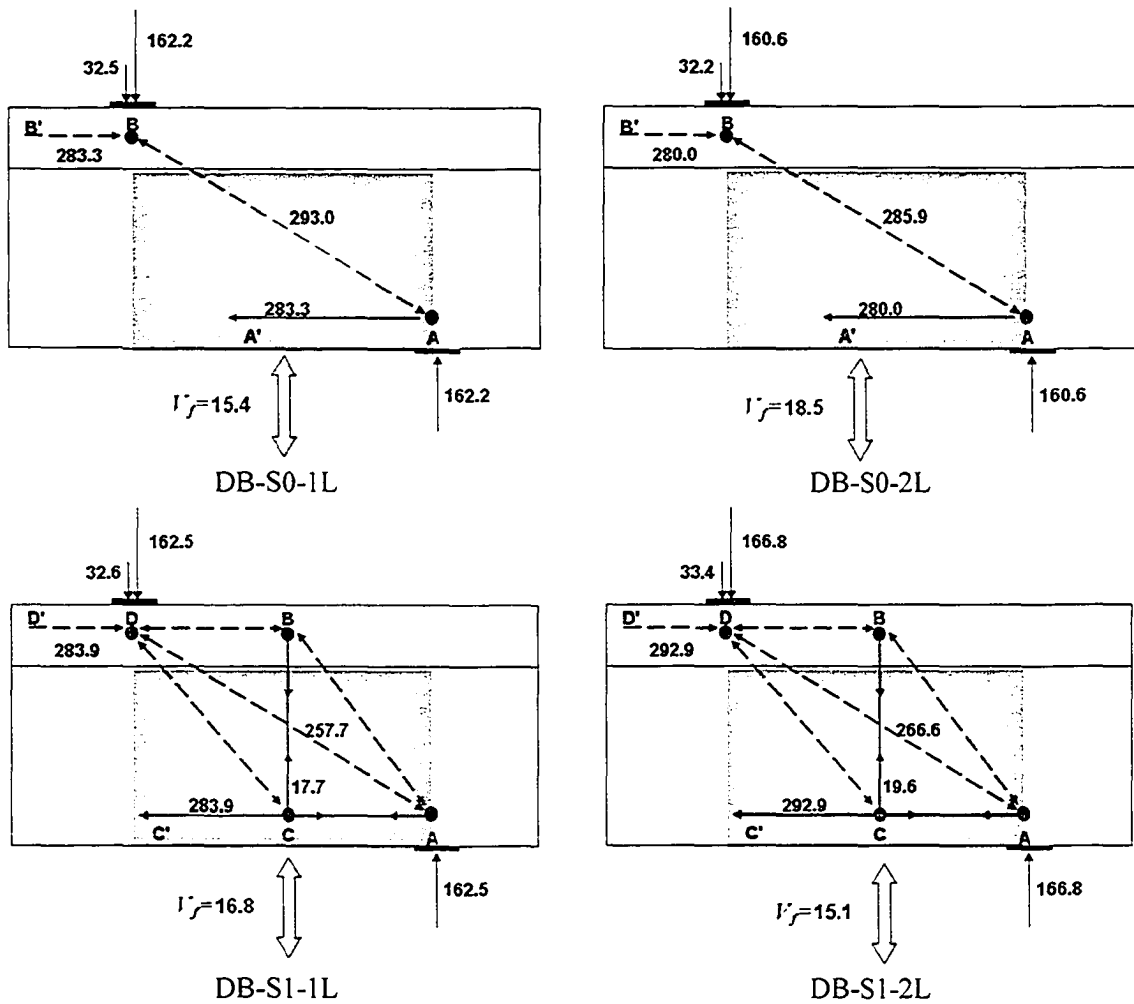 162.2
32.5
B'
B
283.3
293.0
283.3
A'
A
V_f=15.4
162.2
DB-S0-1L
160.6
32.2
B'
B
280.0
285.9
280.0
A'
A
V_f=18.5
160.6
DB-S0-2L
162.5
32.6
D'
D
B
283.9
257.7
17.7
283.9
C'
C
A
V_f=16.8
162.5
DB-S1-1L
166.8
33.4
D'
D
B
292.9
266.6
19.6
292.9
C'
C
A
V_f=15.1
166.8
DB-S1-2L